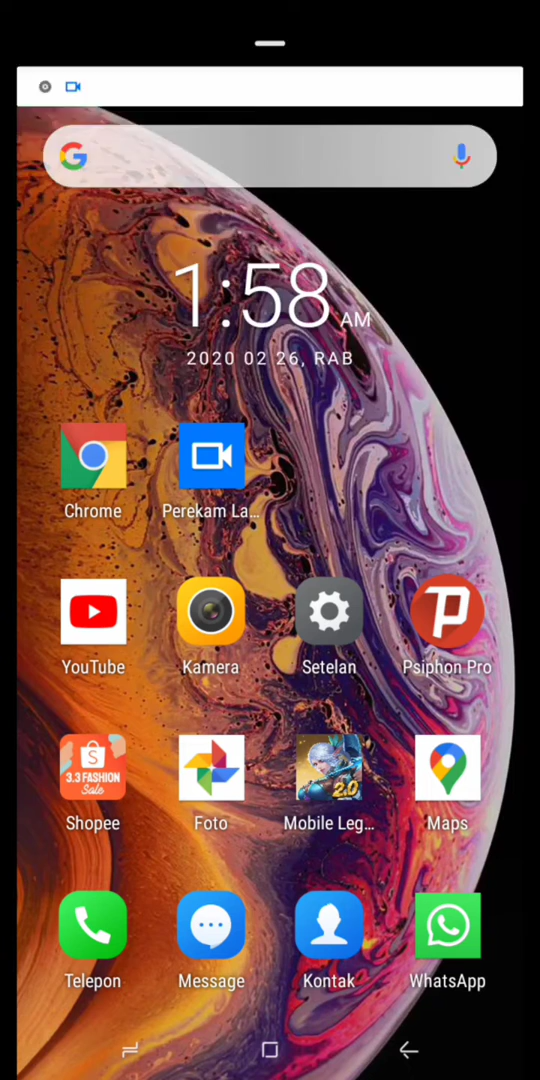 1:58 AM
2020 02 26, RAB
Chrome
Perekam La...
YouTube
Kamera
Setelan
Psiphon Pro
3.3 FASHION
Sale
2.0
Shopee
Foto
Mobile Leg...
Maps
Telepon
Message
Kontak
WhatsApp